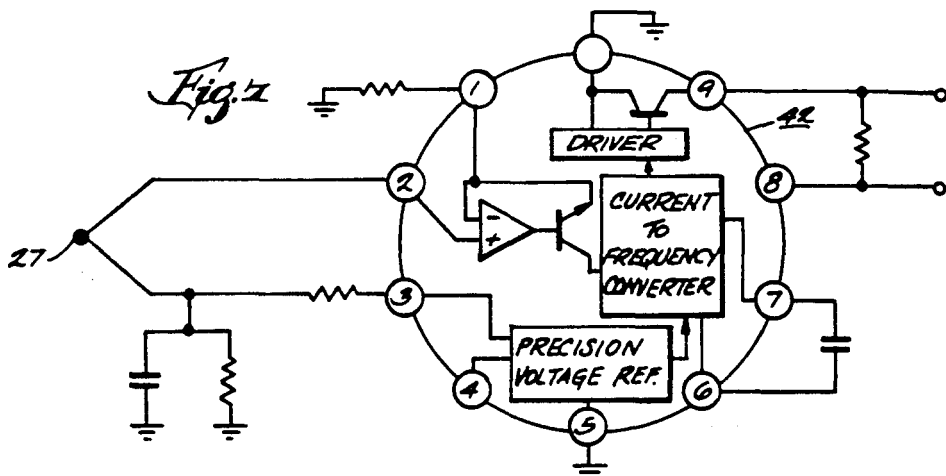 Fig. 7
1
9
42
DRIVER
2
8
- 
+
CURRENT
TO
FREQUENCY
CONVERTER
27
3
7
PRECISION
VOLTAGE REF.
4
6
5